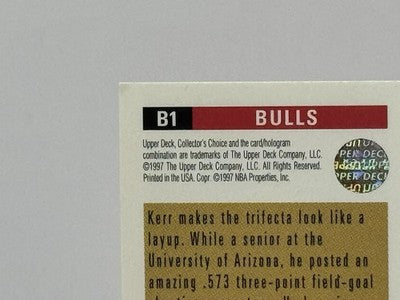 B1 BULLS
Upper Deck, Collector's Choice and the card/hologram
combination are trademarks of The Upper Deck Company, LLC.
©1997 The Upper Deck Company, LLC. All Rights Reserved.
Printed in the USA. Copr. ©1997 NBA Properties, Inc.
UPPER DECK
Kerr makes the trifecta look like a
layup. While a senior at the
University of Arizona, he posted an
amazing .573 three-point field-goal